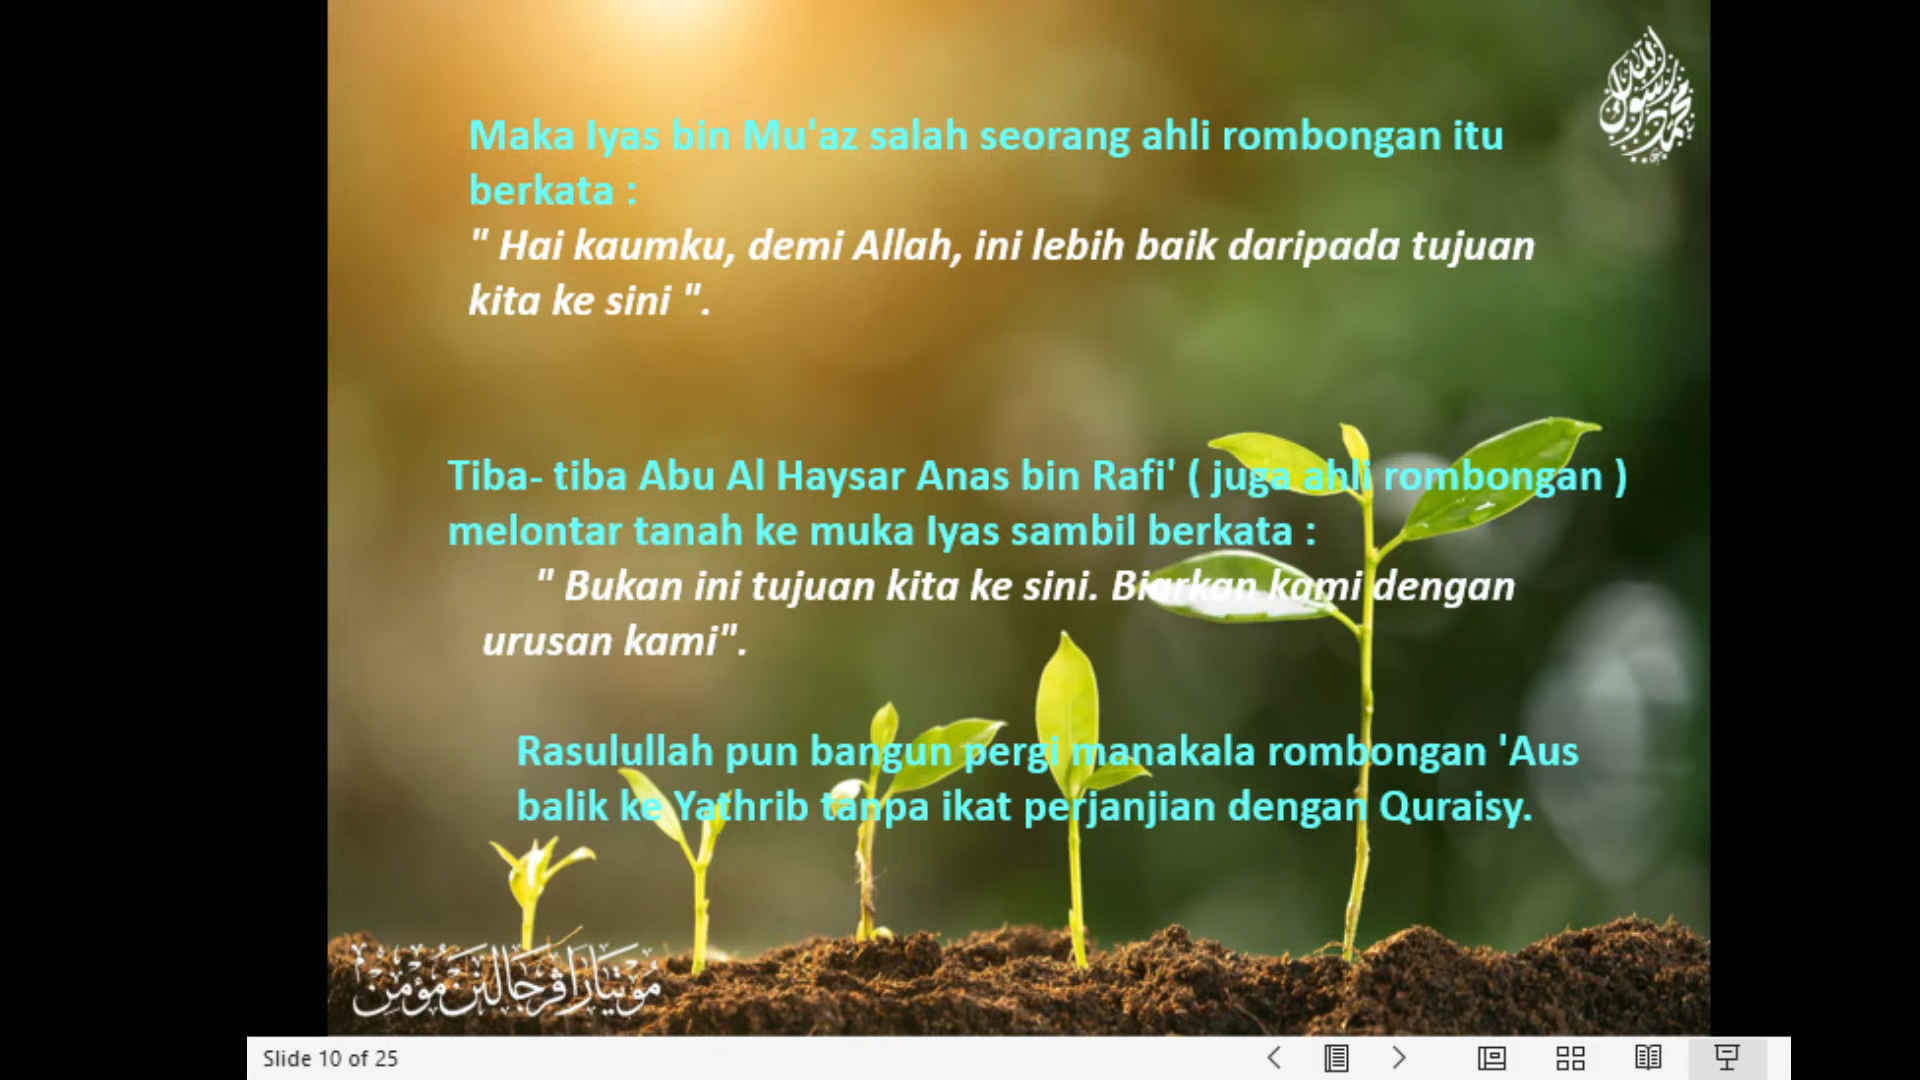 محمد رسول الله
Maka Iyas bin Mu'az salah seorang ahli rombongan itu
berkata :
" Hai kaumku, demi Allah, ini lebih baik daripada tujuan
kita ke sini ".
Tiba- tiba Abu Al Haysar Anas bin Rafi' ( juga ahli rombongan )
melontar tanah ke muka Iyas sambil berkata :
" Bukan ini tujuan kita ke sini. Biarkan kami dengan
urusan kami".
Rasulullah pun bangun pergi manakala rombongan 'Aus
balik ke Yathrib tanpa ikat perjanjian dengan Quraisy.
Slide 10 of 25